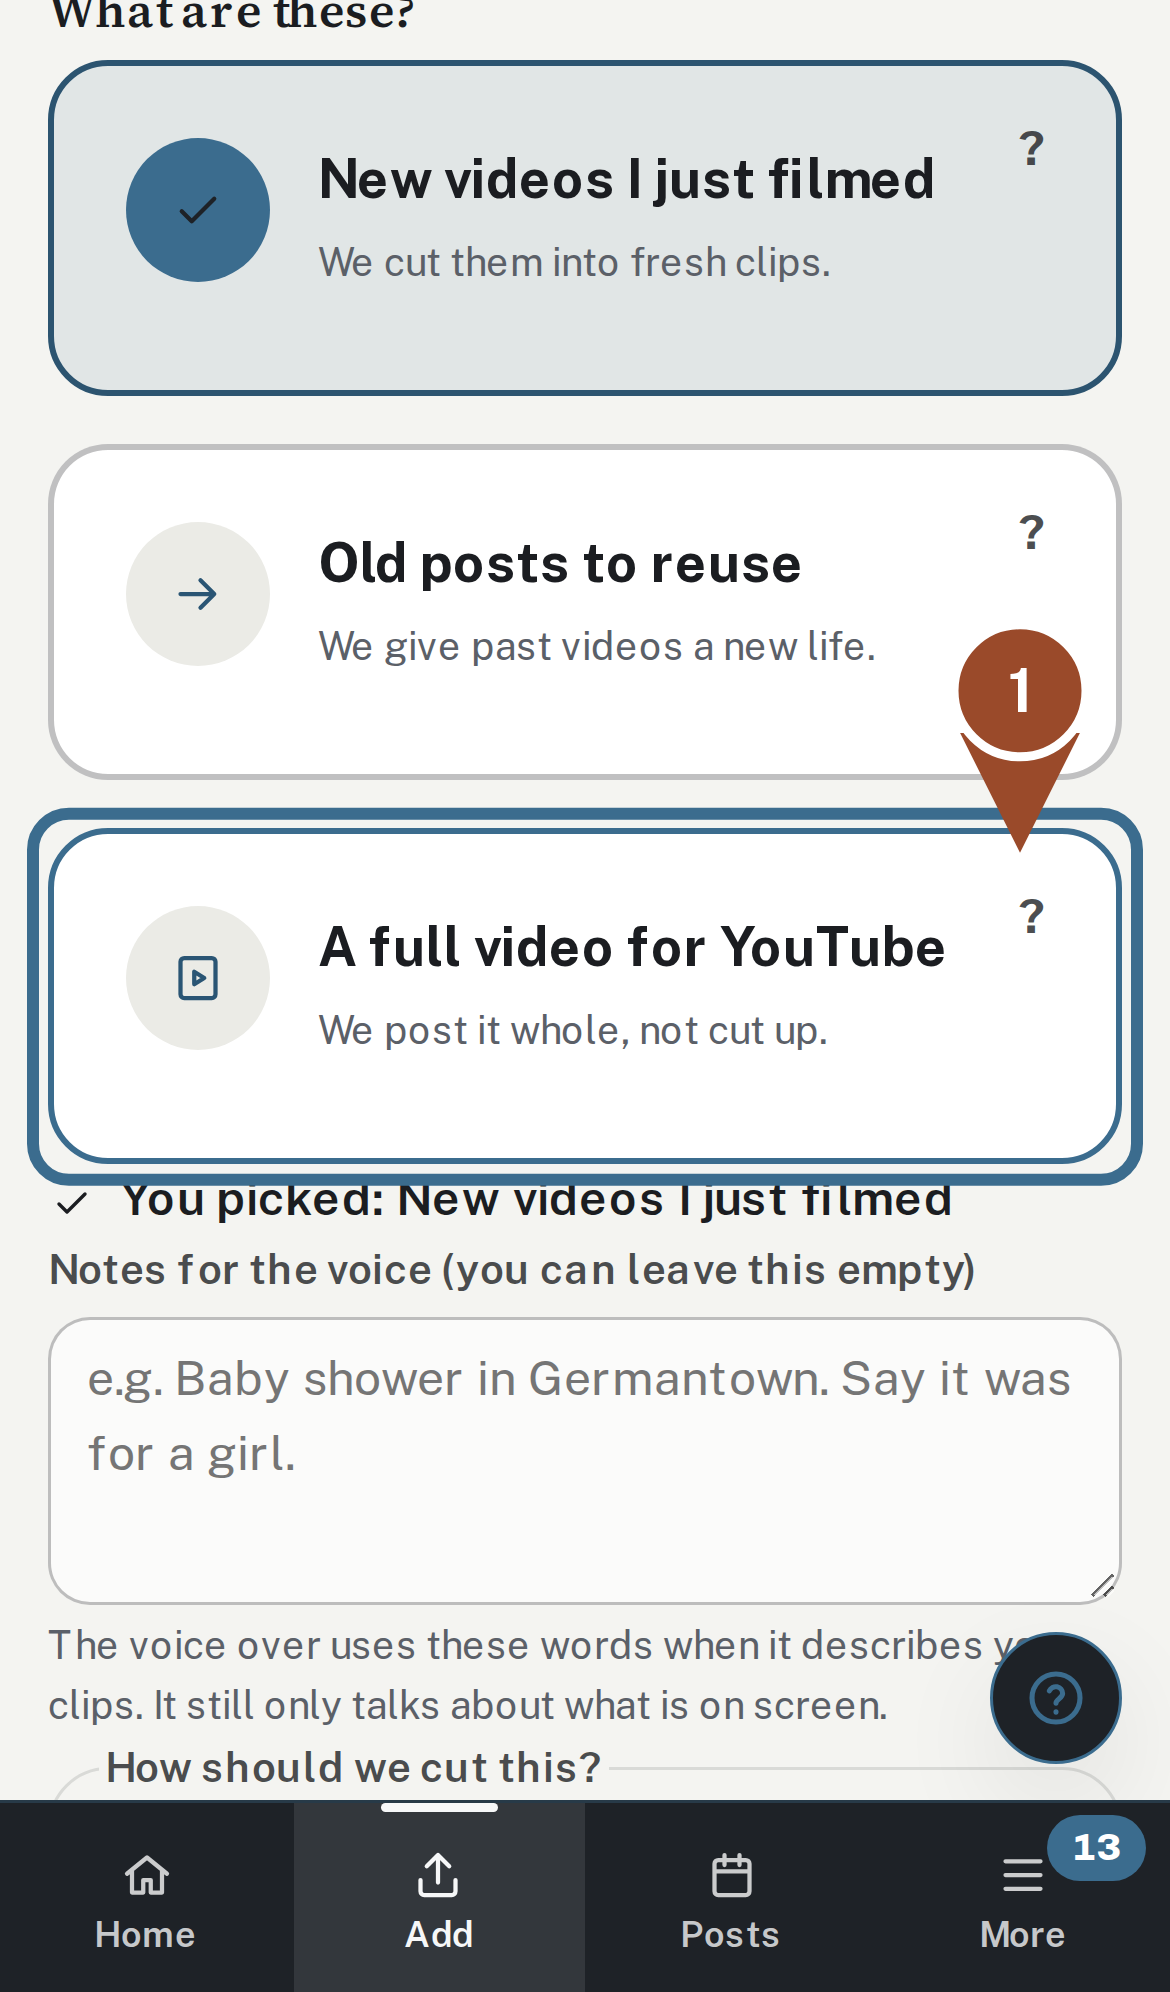 What are these?
New videos I just filmed
?
We cut them into fresh clips.
Old posts to reuse
?
We give past videos a new life.
1
A full video for YouTube
?
We post it whole, not cut up.
You picked: New videos I just filmed
Notes for the voice (you can leave this empty)
e.g. Baby shower in Germantown. Say it was
for a girl.
The voice over uses these words when it describes
clips. It still only talks about what is on screen.
?
How should we cut this?
13
Home
Add
Posts
More